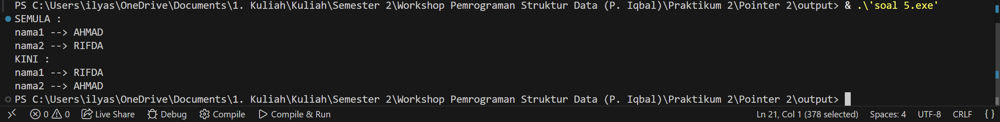 PS C:\Users\ilyas\OneDrive\Documents\1. Kuliah\Kuliah\Semester 2\Workshop Pemrograman Struktur Data (P. Iqbal)\Praktikum 2\Pointer 2\output> & .\'soal 5.exe'
SEMULA :
nama1 --> AHMAD
nama2 --> RIFDA
KINI :
nama1 --> RIFDA
nama2 --> AHMAD
PS C:\Users\ilyas\OneDrive\Documents\1. Kuliah\Kuliah\Semester 2\Workshop Pemrograman Struktur Data (P. Iqbal)\Praktikum 2\Pointer 2\output>
0 0 Live Share Debug Compile Compile & Run Ln 21, Col 1 (378 selected) Spaces: 4 UTF-8 CRLF { }